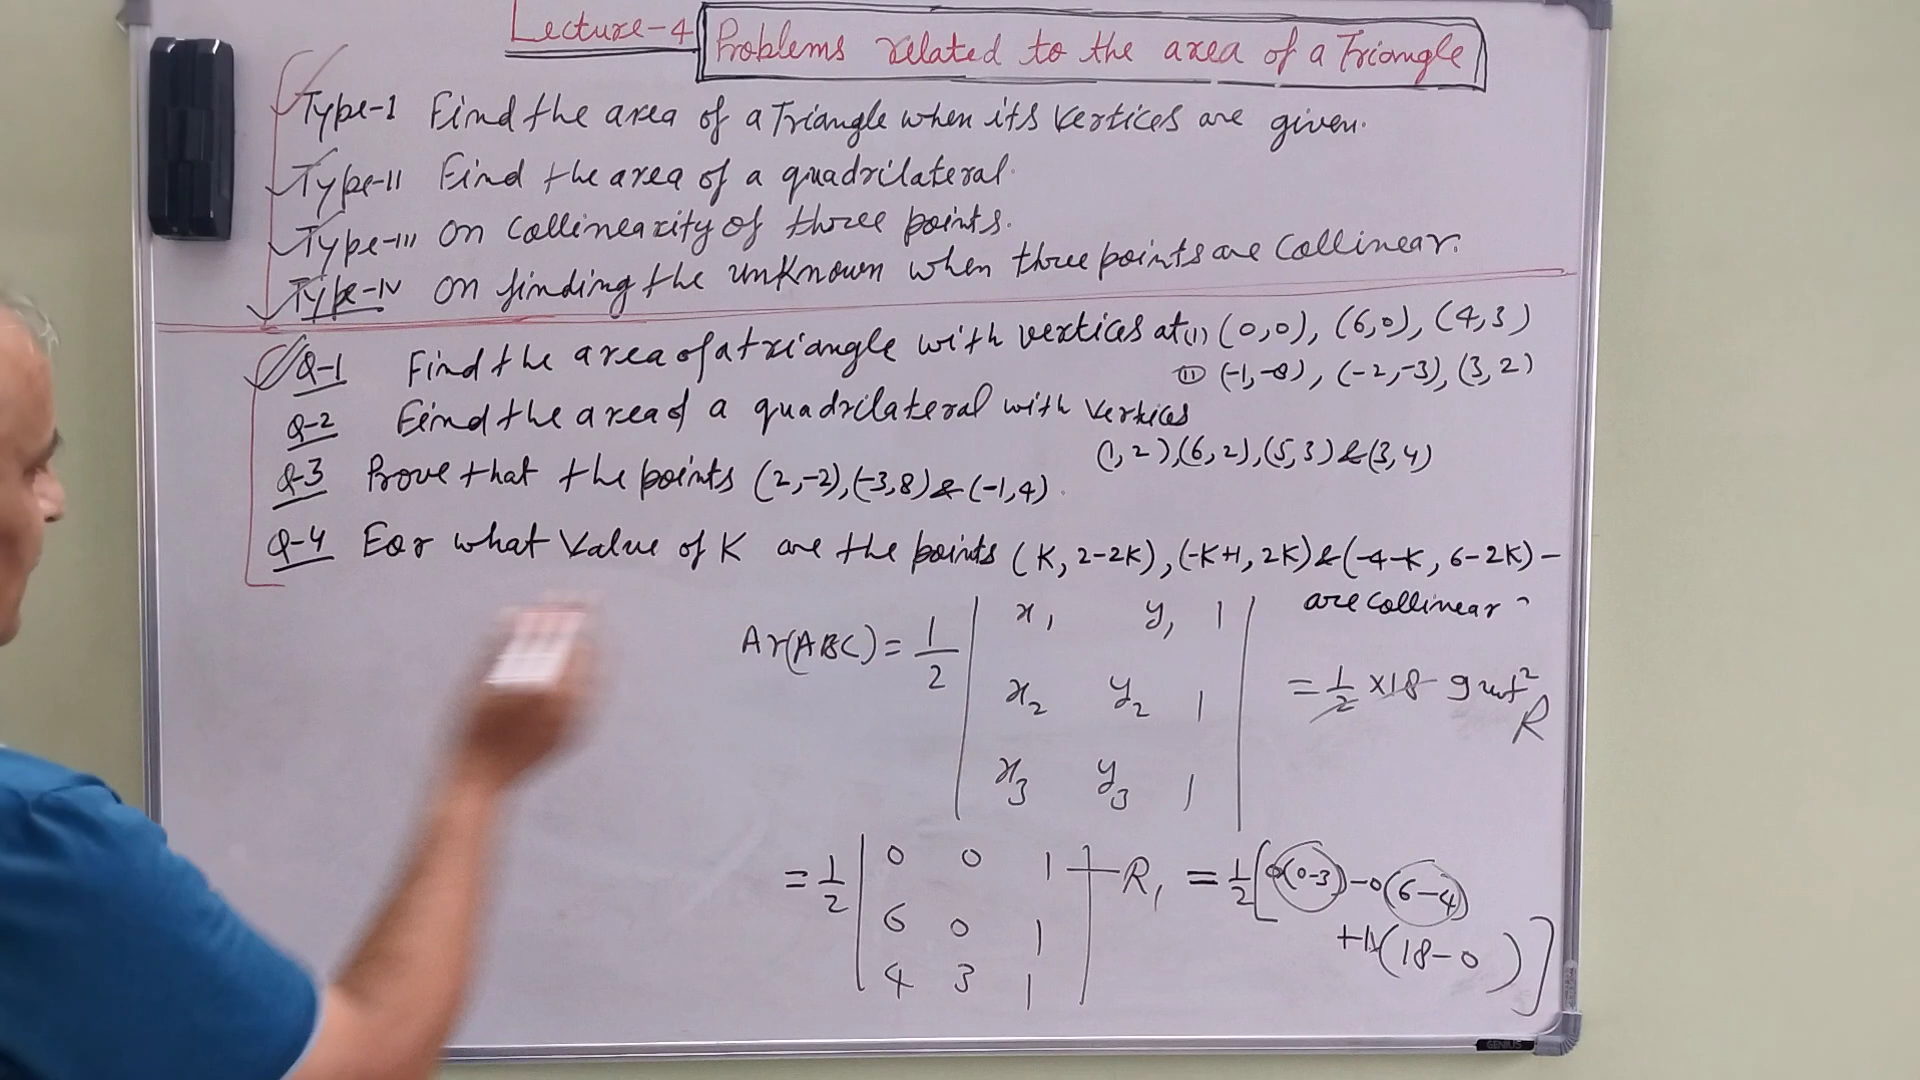 Lecture-4 Problems related to the area of a Triangle
Type-I Find the area of a Triangle when its Vertices are given.
Type-II Find the area of a quadrilateral.
Type-III on Collinearity of three points.
Type-IV on finding the unknown when three points are Collinear.
Q-1 Find the area of a triangle with vertices at (i) (0,0), (6,0), (4,3)
(ii) (-1,-8), (-2,-3), (3,2)
Q-2 Find the area of a quadrilateral with Vertices
(1,2),(6,2),(5,3)&(3,4)
Q-3 Prove that the points (2,-2),(-3,8)&(-1,4).
Q-4 For what Value of K are the points (K, 2-2K),(-K+1, 2K)&(-4-K, 6-2K)-
are collinear
Ar(ABC) = 1/2 | x1 y1 1 |
| x2 y2 1 | = 1/2 ×18 9 unit²
R
| x3 y3 1 |
= 1/2 | 0 0 1 | R1 = 1/2 [0(0-3)-0(6-4)
| 6 0 1 | +1(18-0)]
| 4 3 1 |
GENIUS